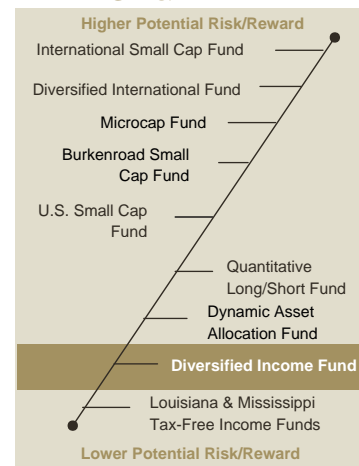 Higher Potential Risk/Reward
International Small Cap Fund
Diversified International Fund
Microcap Fund
Burkenroad Small
Cap Fund
U.S. Small Cap
Fund
Quantitative
Long/Short Fund
Dynamic Asset
Allocation Fund
Diversified Income Fund
Louisiana & Mississippi
Tax-Free Income Funds
Lower Potential Risk/Reward